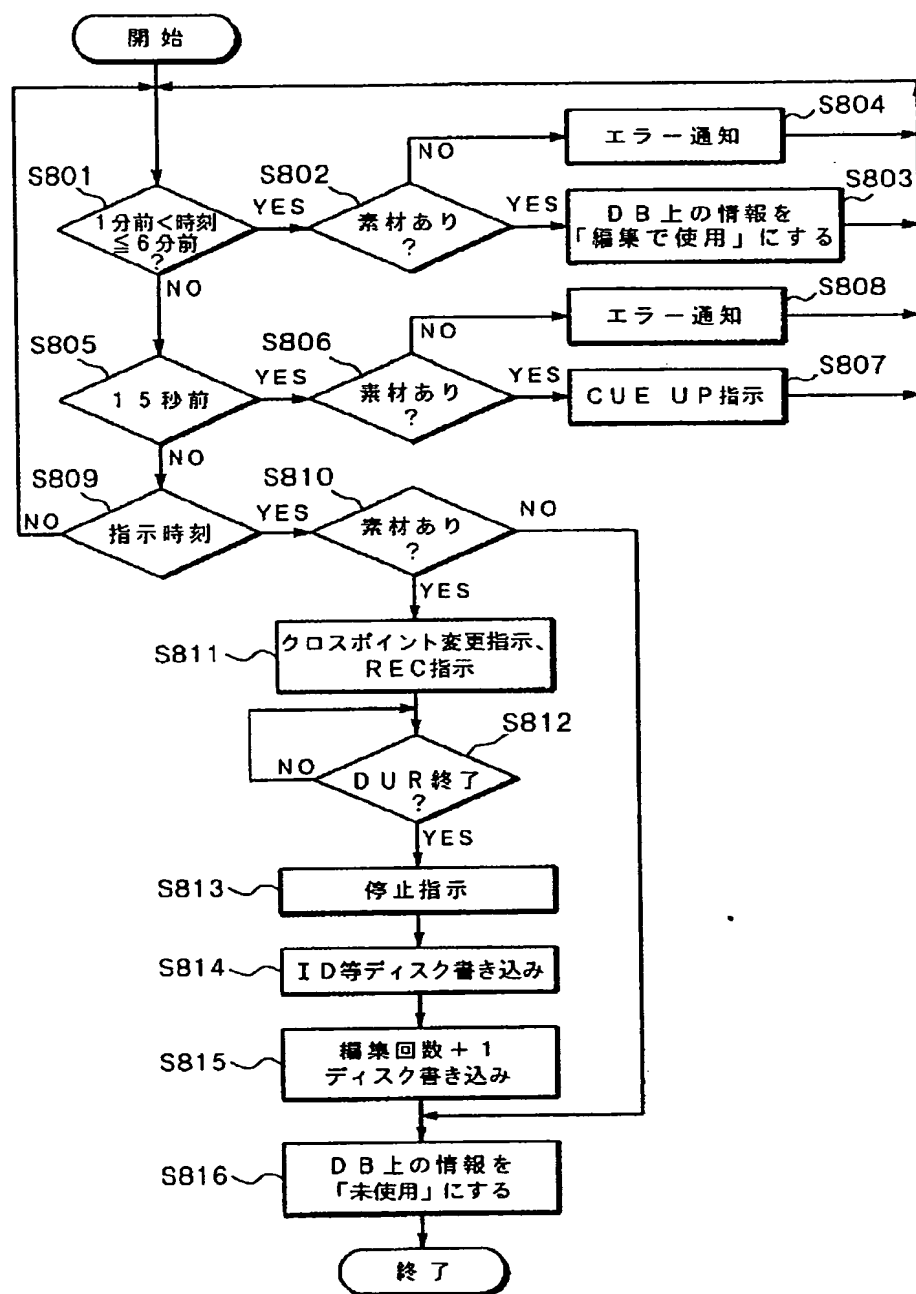 開始
S804
エラー通知
NO
S801
S802
S803
1分前<時刻
≦6分前
?
YES
素材あり
?
YES
DB上の情報を
「編集で使用」にする
NO
S808
エラー通知
NO
S805
S806
S807
15秒前
YES
素材あり
?
YES
CUE UP指示
NO
S809
S810
NO
指示時刻
YES
素材あり
?
NO
YES
S811
クロスポイント変更指示、
REC指示
S812
NO
DUR終了
?
YES
S813
停止指示
S814
ID等ディスク書き込み
S815
編集回数+1
ディスク書き込み
S816
DB上の情報を
「未使用」にする
終了